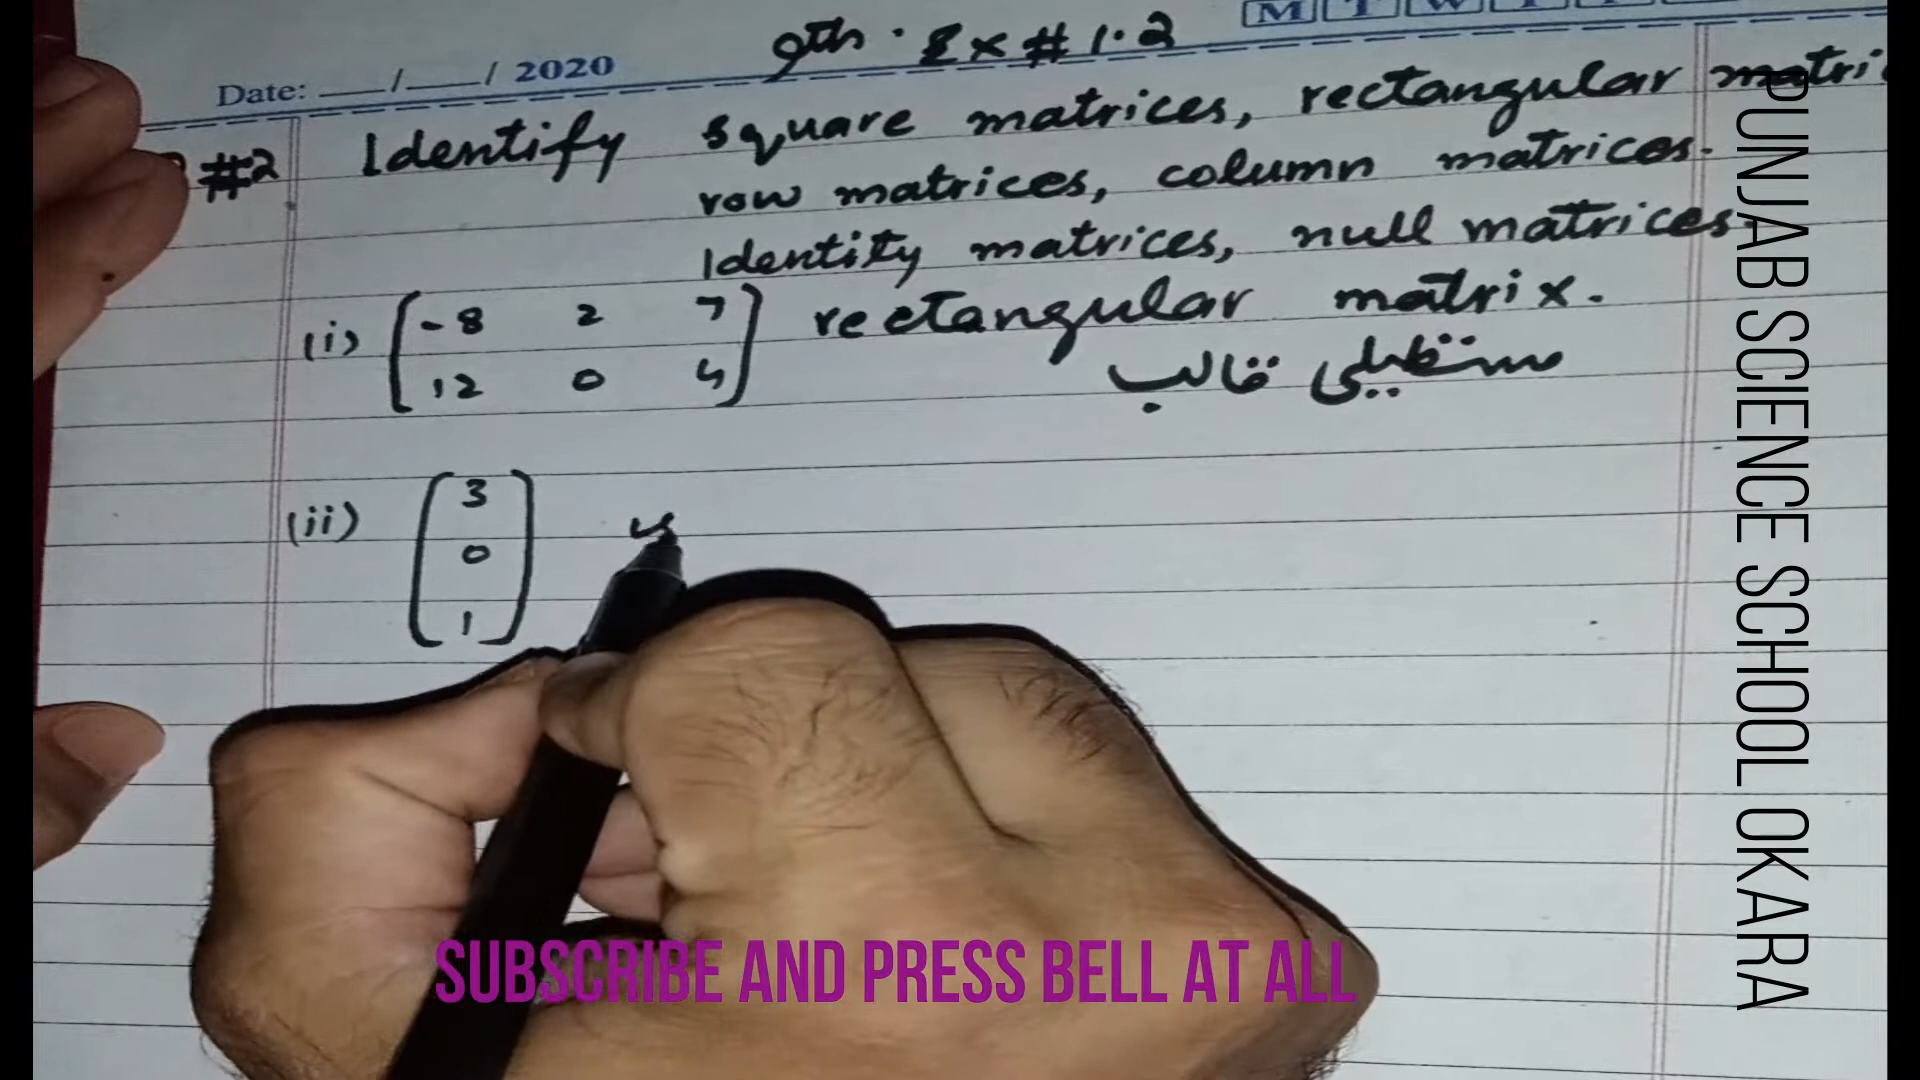 M T W T F
Date: ___/___/ 2020
9th. Ex # 1.2
#2 Identify square matrices, rectangular matri
row matrices, column matrices.
Identity matrices, null matrices.
(i) [-8 2 7
12 0 4] rectangular matrix.
مستطیلی قالب
(ii) [3
0
1]
PUNJAB SCIENCE SCHOOL OKARA
SUBSCRIBE AND PRESS BELL AT ALL